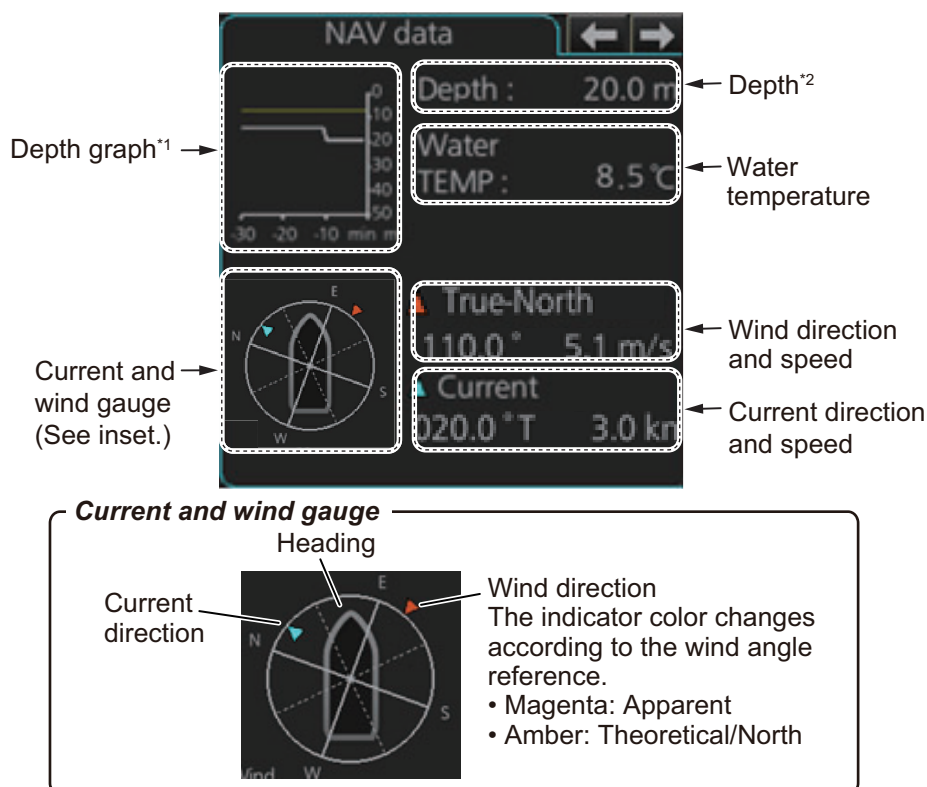 NAV data
Depth : 20.0 m
Depth*2
Depth graph*1
0
10
20
30
40
50
-30 -20 -10 min m
Water
TEMP : 8.5℃
Water
temperature
E
N
S
W
True-North
110.0° 5.1 m/s
Wind direction
and speed
Current and
wind gauge
(See inset.)
Current
020.0°T 3.0 kn
Current direction
and speed
Current and wind gauge
Heading
Current
direction
E
N
S
W
Wind
Wind direction
The indicator color changes
according to the wind angle
reference.
• Magenta: Apparent
• Amber: Theoretical/North